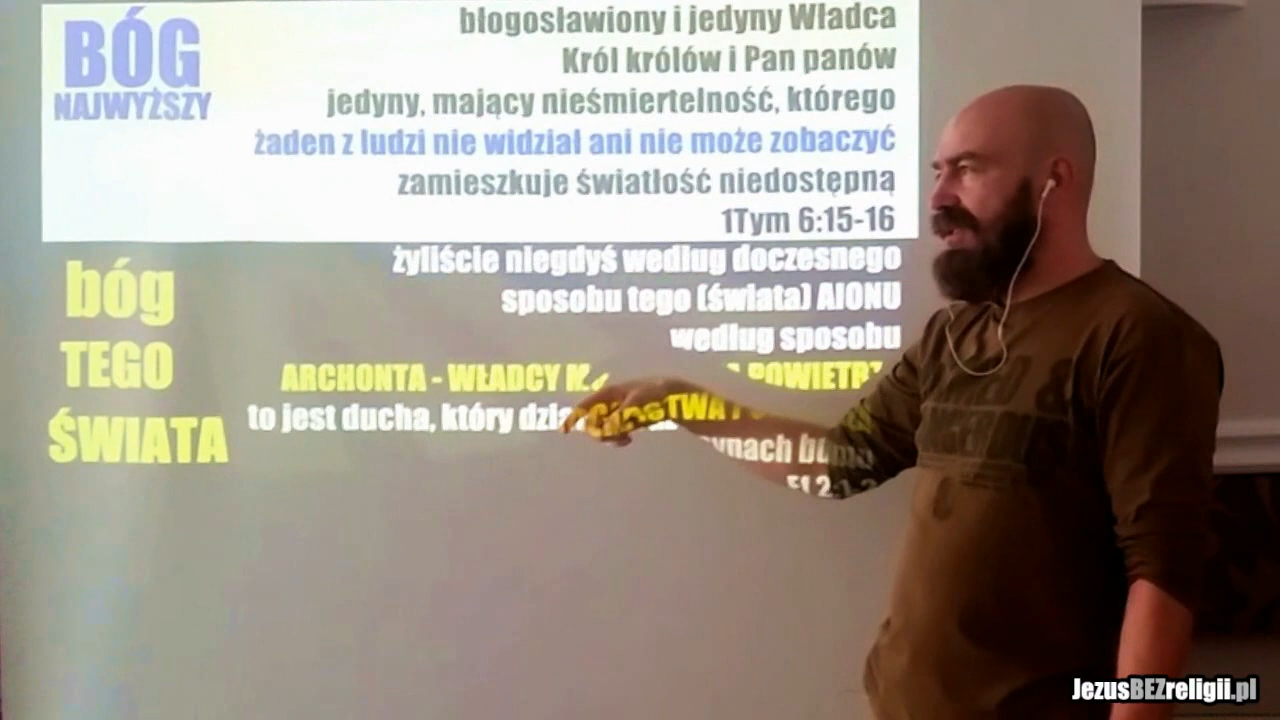 BÓG
NAJWYŻSZY
błogosławiony i jedyny Władca
Król królów i Pan panów
jedyny, mający nieśmiertelność, którego
żaden z ludzi nie widział ani nie może zobaczyć
zamieszkuje światłość niedostępną
1Tym 6:15-16
bóg
TEGO
ŚWIATA
żyliście niegdyś według doczesnego
sposobu tego (świata) AIONU
według sposobu
ARCHONTA - WŁADCY
to jest ducha, który
JezusBEZreligii.pl